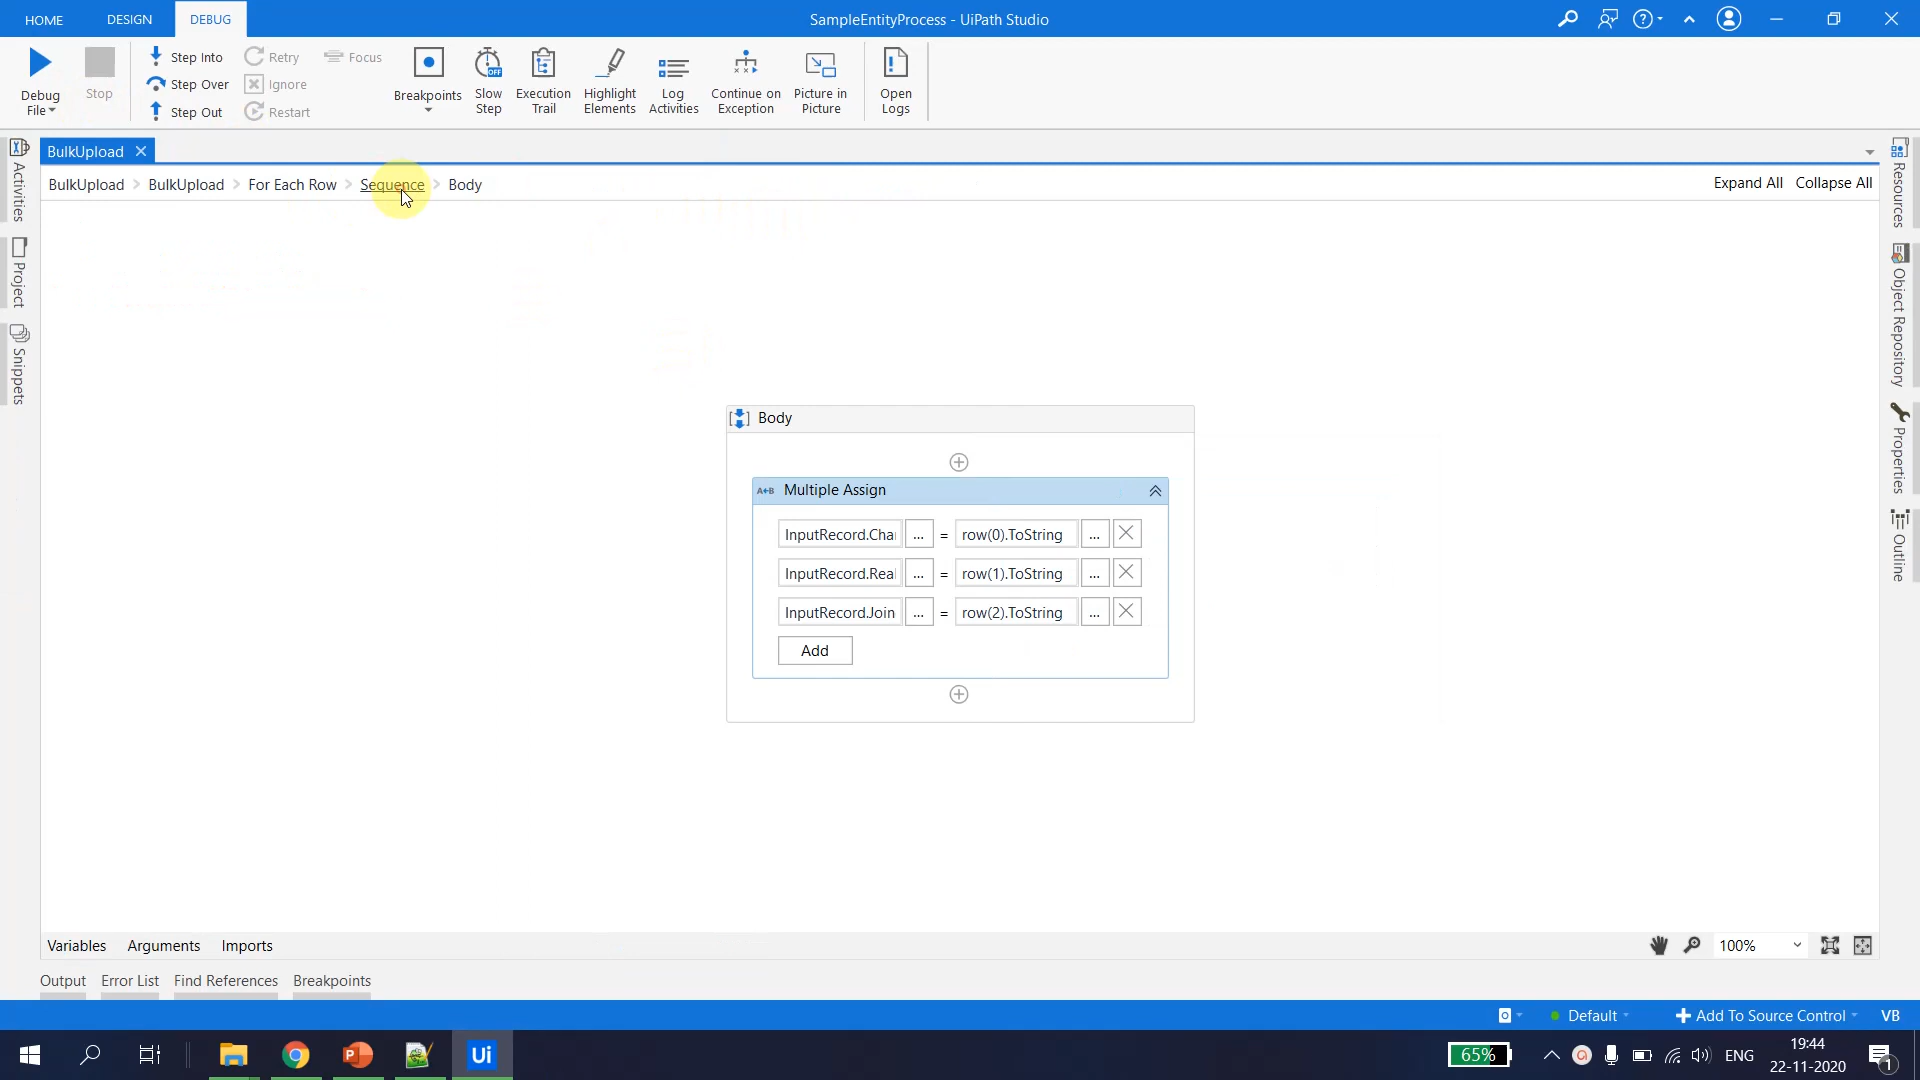 HOME DESIGN DEBUG SampleEntityProcess - UiPath Studio
Debug File
Stop
Step Into
Step Over
Step Out
Retry
Ignore
Restart
Focus
Breakpoints
Slow Step
OFF
Execution Trail
Highlight Elements
Log Activities
Continue on Exception
Picture in Picture
Open Logs
BulkUpload
BulkUpload > BulkUpload > For Each Row > Sequence > Body
Expand All Collapse All
Activities
Project
Snippets
Resources
Object Repository
Properties
Outline
Body
A+B Multiple Assign
InputRecord.Cha ... = row(0).ToString ...
InputRecord.Rea ... = row(1).ToString ...
InputRecord.Join ... = row(2).ToString ...
Add
Variables Arguments Imports
100%
Output Error List Find References Breakpoints
Default Add To Source Control VB
Ui
65%
ENG
19:44
22-11-2020
1